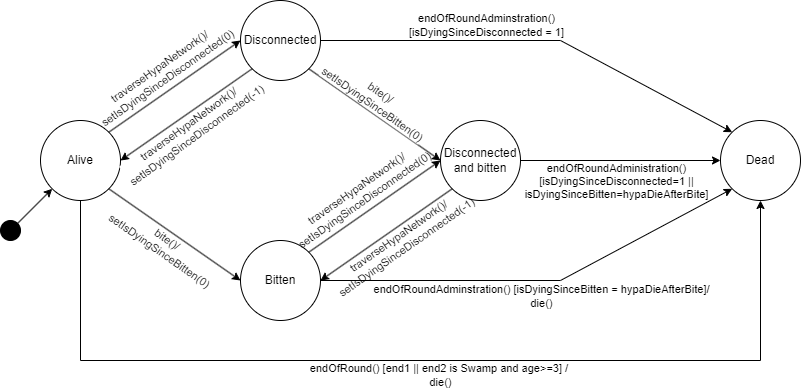 endOfRoundAdminstration()
[isDyingSinceDisconnected = 1]
Disconnected
traverseHypaNetwork()/
setIsDyingSinceDisconnected(0)
traverseHypaNetwork()/
setIsDyingSinceDisconnected(-1)
bite()/
setIsDyingSinceBitten(0)
Alive
Disconnected
and bitten
endOfRoundAdministration()
[isDyingSinceDisconnected=1 ||
isDyingSinceBitten=hypaDieAfterBite]
Dead
traverseHypaNetwork()/
setIsDyingSinceDisconnected(0)
traverseHypaNetwork()/
setIsDyingSinceDisconnected(-1)
bite()/
setIsDyingSinceBitten(0)
Bitten
endOfRoundAdminstration() [isDyingSinceBitten = hypaDieAfterBite]/
die()
endOfRound() [end1 || end2 is Swamp and age>=3] /
die()